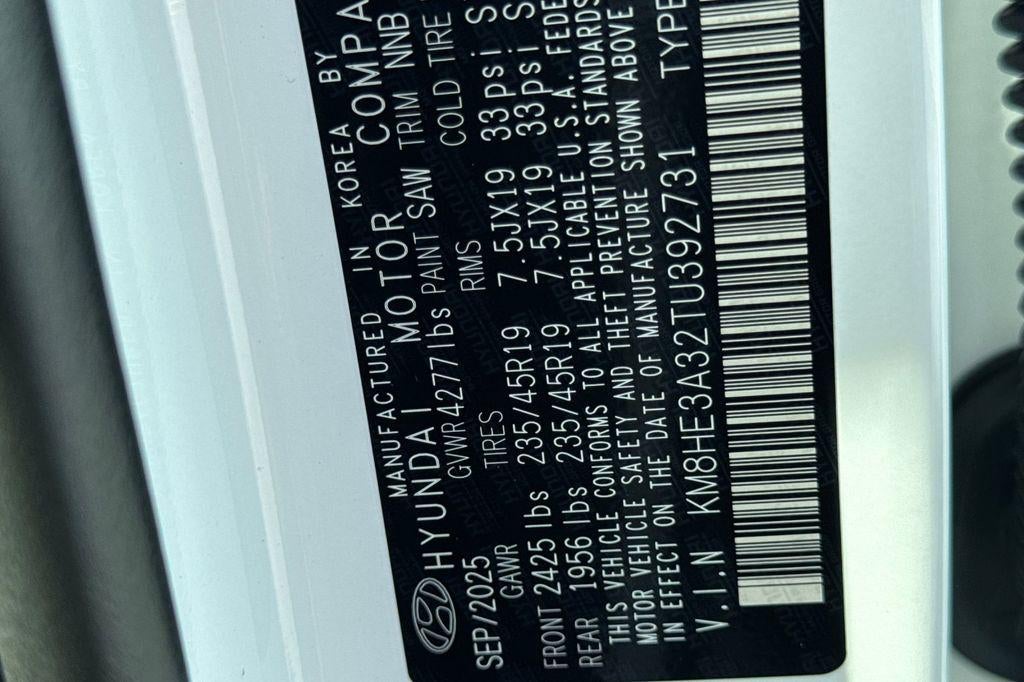 MANUFACTURED IN KOREA BY
HYUNDAI MOTOR COMPA
SEP/2025 GVWR 4277 lbs PAINT SAW TRIM NNB
GAWR TIRES RIMS COLD TIRE
FRONT 2425 lbs 235/45R19 7.5JX19 33psi S
REAR 1956 lbs 235/45R19 7.5JX19 33psi S
THIS VEHICLE CONFORMS TO ALL APPLICABLE U.S.A. FEDE
MOTOR VEHICLE SAFETY AND THEFT PREVENTION STANDARDS
IN EFFECT ON THE DATE OF MANUFACTURE SHOWN ABOVE
V.I.N KM8HE3A32TU392731 TYPE